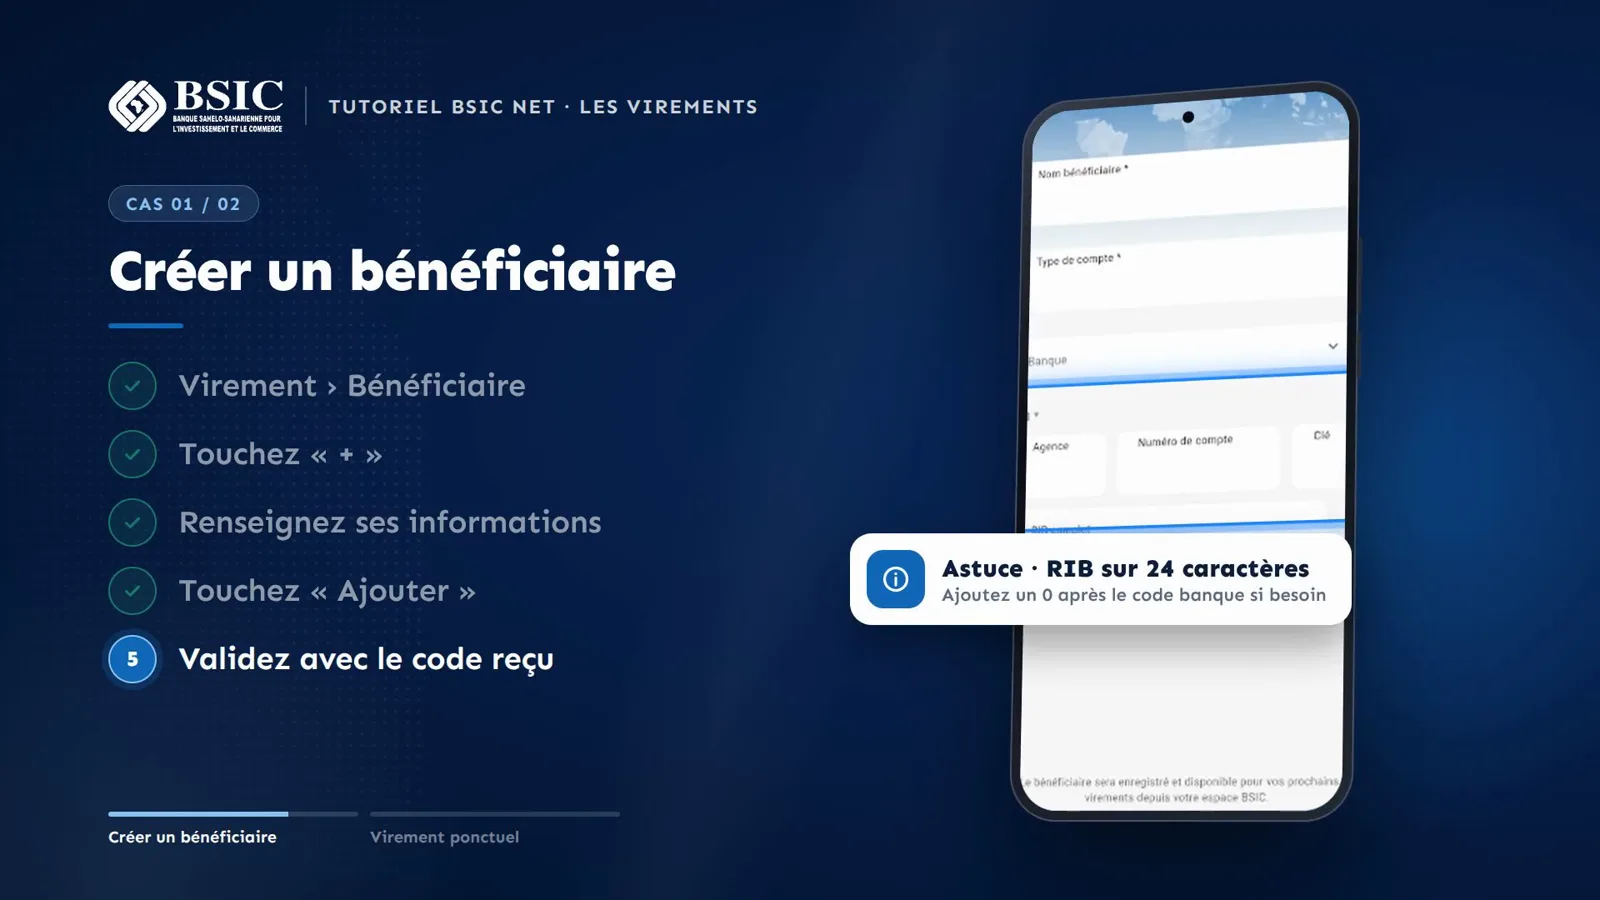 BSIC
BANQUE SAHELO-SAHARIENNE POUR
L'INVESTISSEMENT ET LE COMMERCE
TUTORIEL BSIC NET · LES VIREMENTS
CAS 01 / 02
Créer un bénéficiaire
Virement › Bénéficiaire
Touchez « + »
Renseignez ses informations
Touchez « Ajouter »
5 Validez avec le code reçu
Créer un bénéficiaire
Virement ponctuel
Nom bénéficiaire *
Type de compte *
Banque
*
Agence
Numéro de compte
Clé
Astuce · RIB sur 24 caractères
Ajoutez un 0 après le code banque si besoin
e bénéficiaire sera enregistré et disponible pour vos prochains
virements depuis votre espace BSIC.